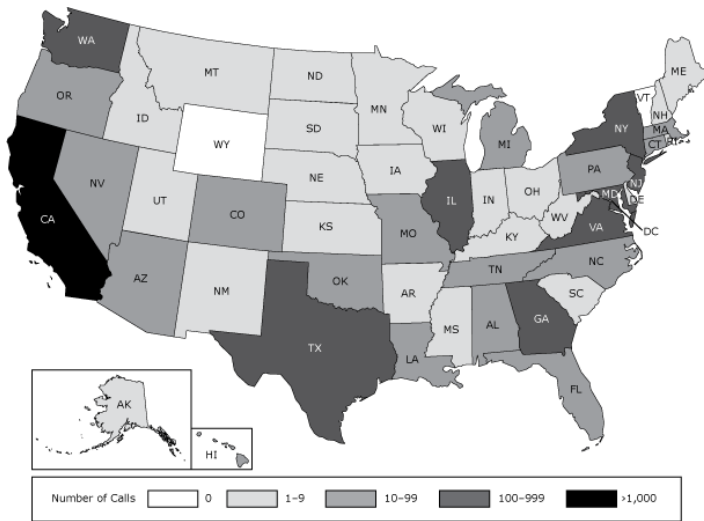 WA
MT
ND
ME
OR
ID
MN
VT
NH
SD
WI
NY
MA
WY
MI
CT
RI
IA
PA
NE
NJ
NV
OH
IL
IN
MD
DE
UT
CA
CO
WV
VA
DC
KS
MO
KY
NC
TN
OK
AZ
NM
AR
SC
MS
AL
GA
TX
LA
AK
FL
HI
Number of Calls 0 1–9 10–99 100–999 >1,000